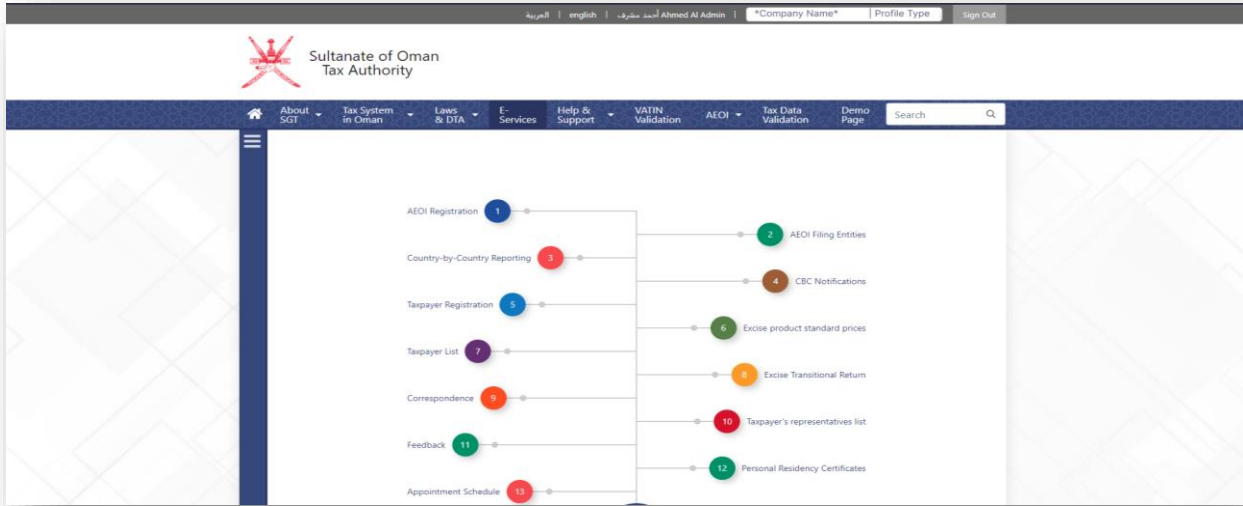 العربية | english | أحمد مشرف Ahmed Al Admin | *Company Name* | Profile Type Sign Out
Sultanate of Oman
Tax Authority
About SGT
Tax System in Oman
Laws & DTA
E-Services
Help & Support
VATIN Validation
AEOI
Tax Data Validation
Demo Page
Search
AEOI Registration 1
2 AEOI Filing Entities
Country-by-Country Reporting 3
4 CBC Notifications
Taxpayer Registration 5
6 Excise product standard prices
Taxpayer List 7
8 Excise Transitional Return
Correspondence 9
10 Taxpayer's representatives list
Feedback 11
12 Personal Residency Certificates
Appointment Schedule 13